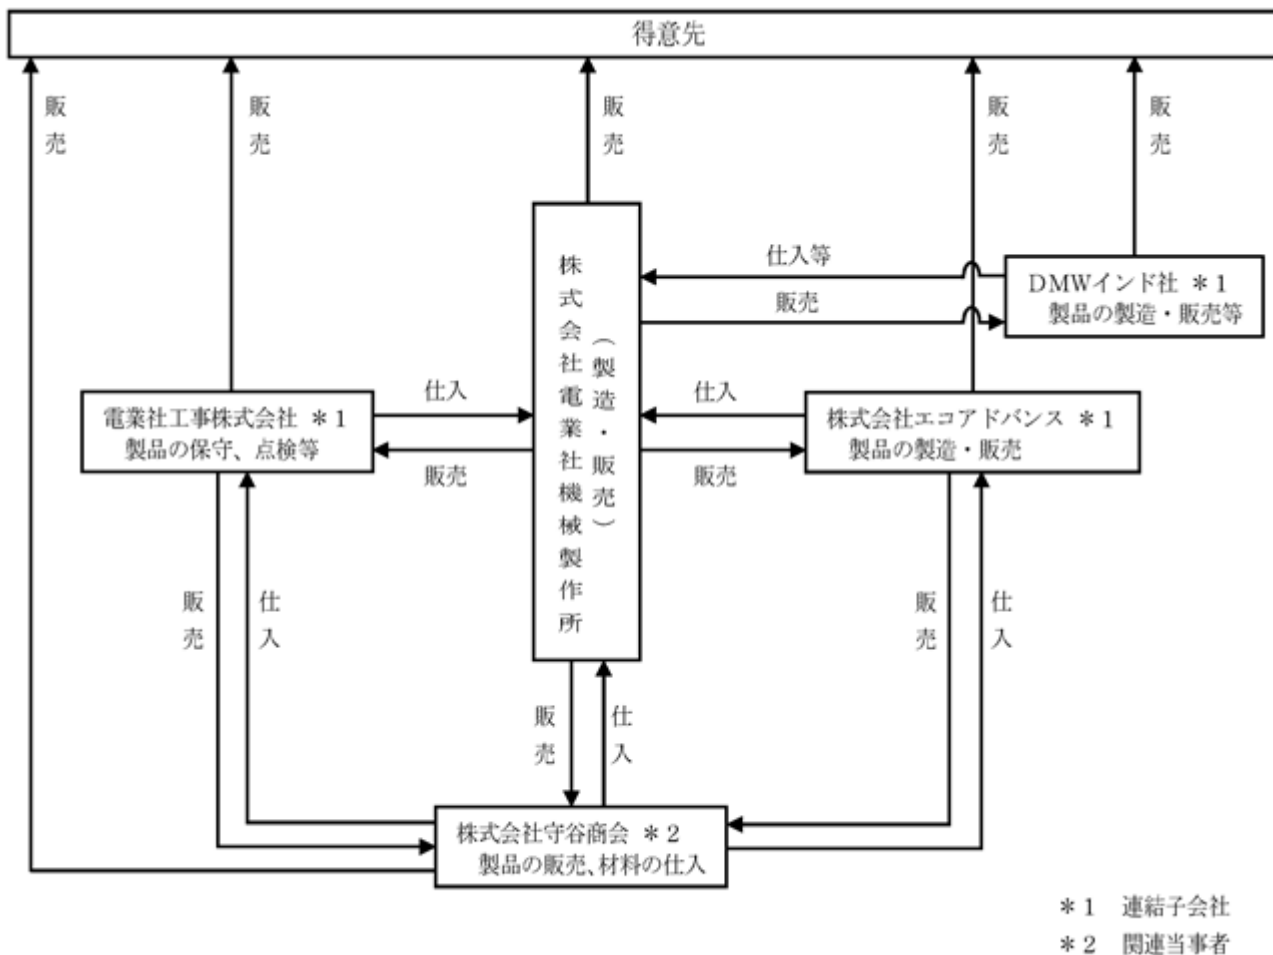 得意先
販売
販売
販売
販売
販売
株式会社電業社機械製作所
（製造・販売）
仕入等
販売
DMWインド社 ＊1
製品の製造・販売等
電業社工事株式会社 ＊1
製品の保守、点検等
仕入
販売
仕入
販売
株式会社エコアドバンス ＊1
製品の製造・販売
販売
仕入
販売
仕入
販売
仕入
株式会社守谷商会 ＊2
製品の販売、材料の仕入
＊1 連結子会社
＊2 関連当事者